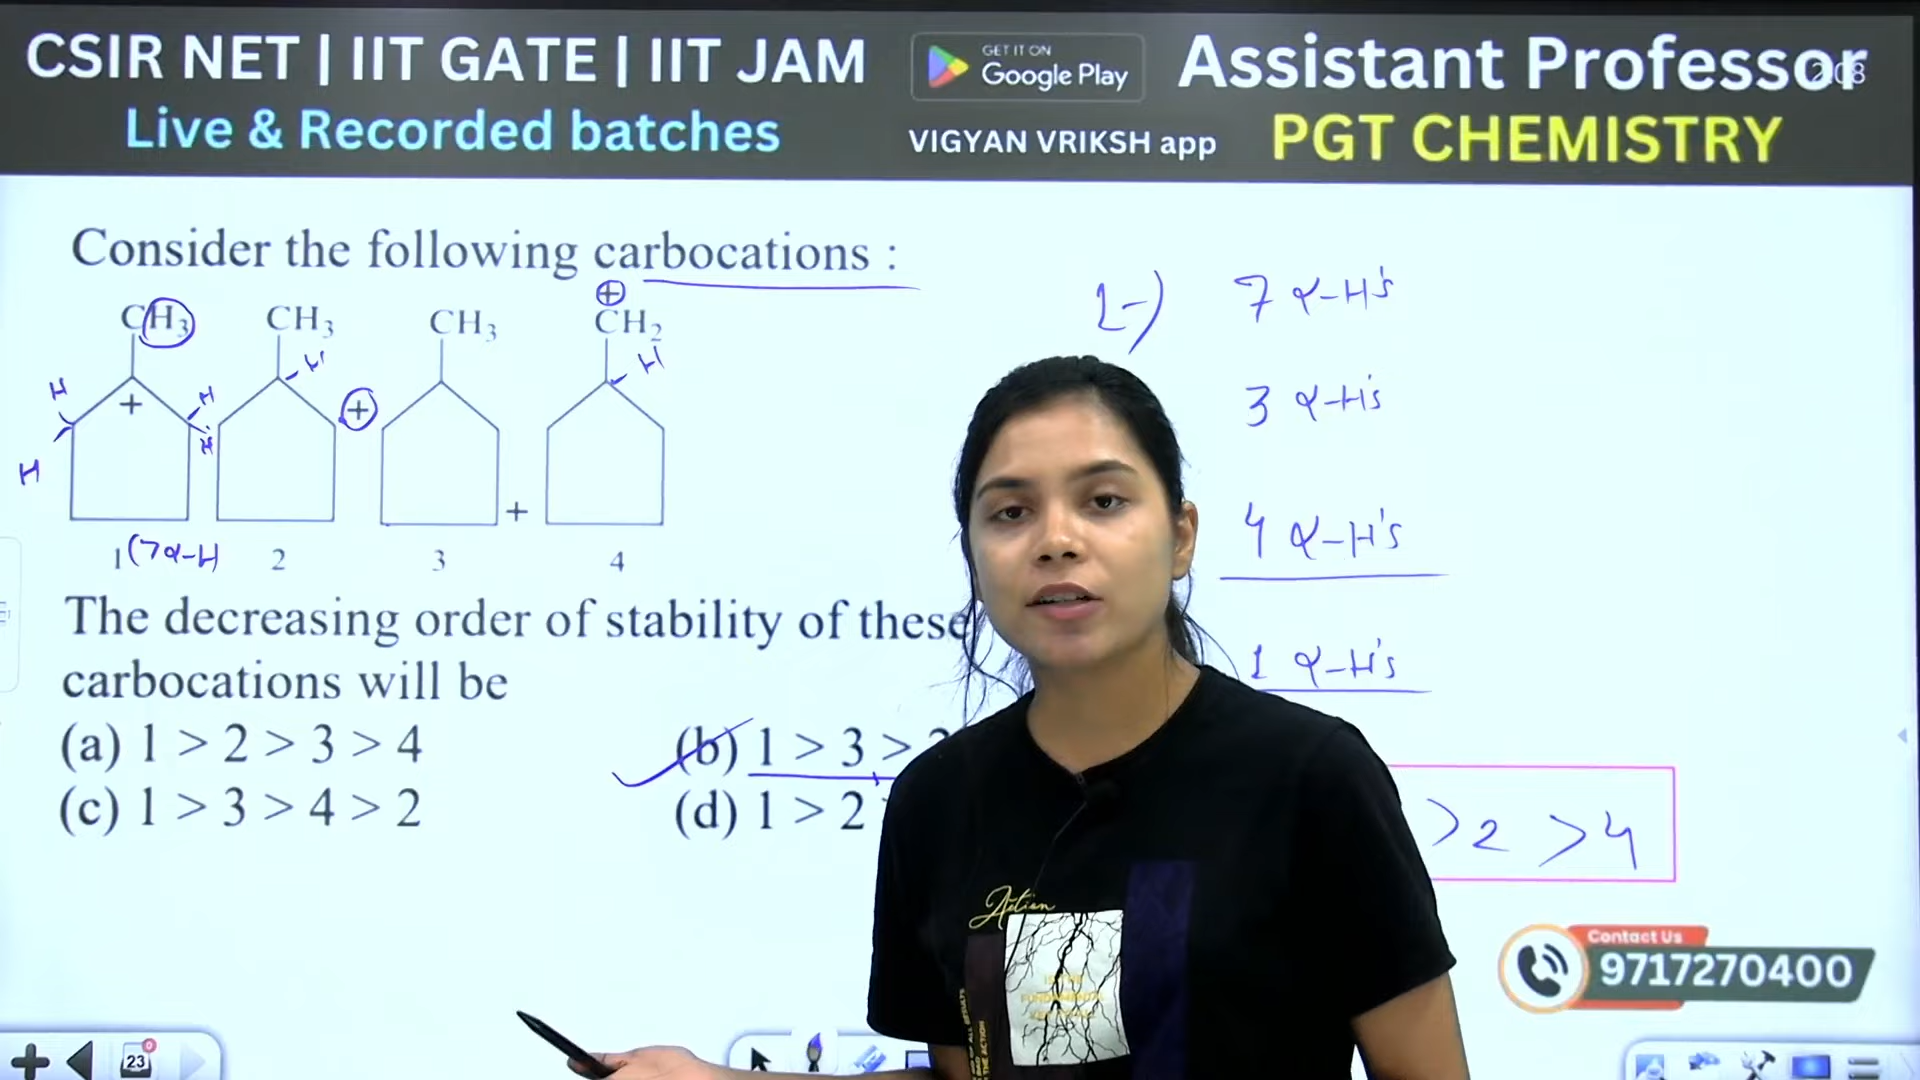 CSIR NET | IIT GATE | IIT JAM
Live & Recorded batches
GET IT ON
Google Play
VIGYAN VRIKSH app
Assistant Professor
PGT CHEMISTRY
Consider the following carbocations :
CH3 CH3 CH3 CH2
+ + + +
H H H H H H
1 (7α-H) 2 3 4
1-) 7 α-H's
3 α-H's
4 α-H's
1 α-H's
The decreasing order of stability of these
carbocations will be
(a) 1 > 2 > 3 > 4
(b) 1 > 3 >
(c) 1 > 3 > 4 > 2
(d) 1 > 2
> 2 > 4
Action
Contact Us
9717270400
23